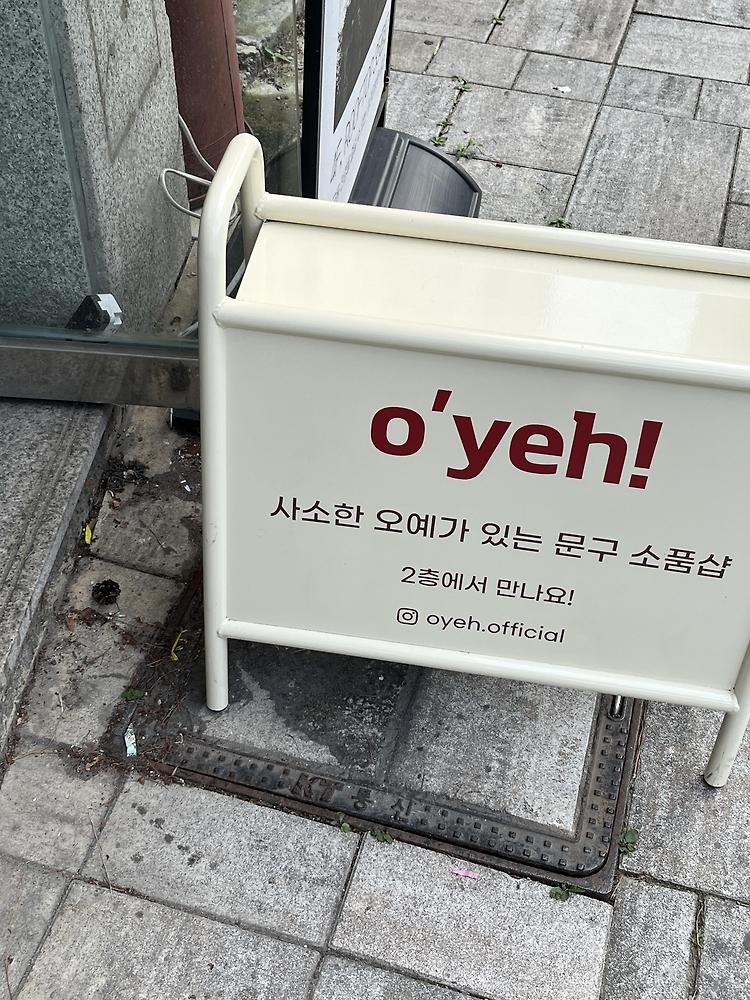 o'yeh!
사소한 오예가 있는 문구 소품샵
2층에서 만나요!
oyeh.official
KT 통신